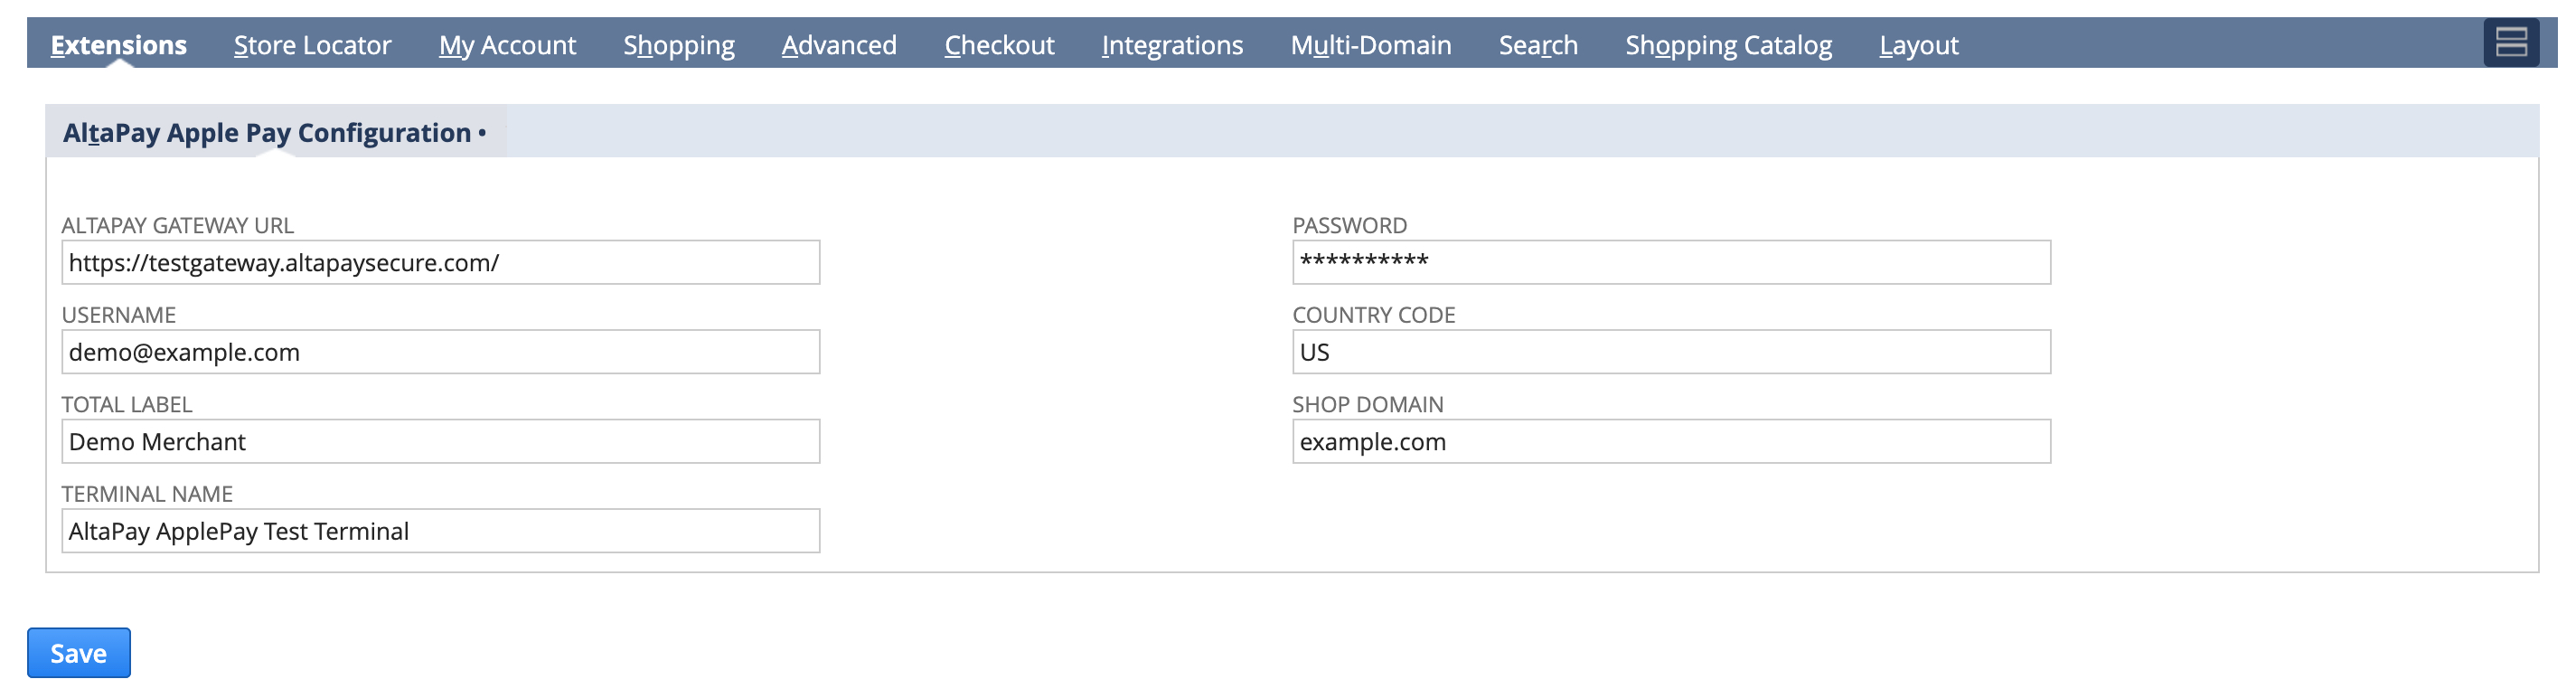 Extensions Store Locator My Account Shopping Advanced Checkout Integrations Multi-Domain Search Shopping Catalog Layout
AltaPay Apple Pay Configuration •
ALTAPAY GATEWAY URL
https://testgateway.altapaysecure.com/
USERNAME
demo@example.com
TOTAL LABEL
Demo Merchant
TERMINAL NAME
AltaPay ApplePay Test Terminal
PASSWORD
**********
COUNTRY CODE
US
SHOP DOMAIN
example.com
Save